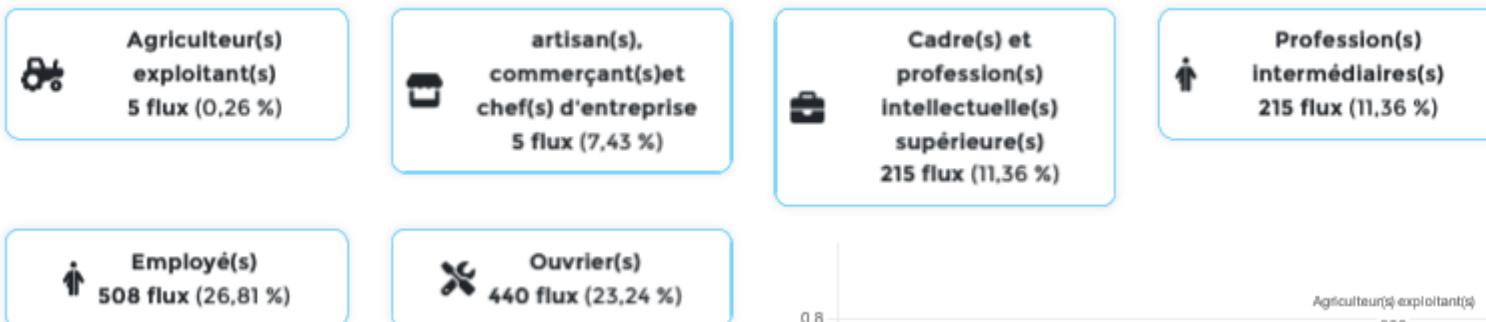 Agriculteur(s)
exploitant(s)
5 flux (0,26 %)
artisan(s),
commerçant(s)et
chef(s) d'entreprise
5 flux (7,43 %)
Cadre(s) et
profession(s)
intellectuelle(s)
supérieure(s)
215 flux (11,36 %)
Profession(s)
intermédiaires(s)
215 flux (11,36 %)
Employé(s)
508 flux (26,81 %)
Ouvrier(s)
440 flux (23,24 %)
Agriculteur(s) exploitant(s)
0.8